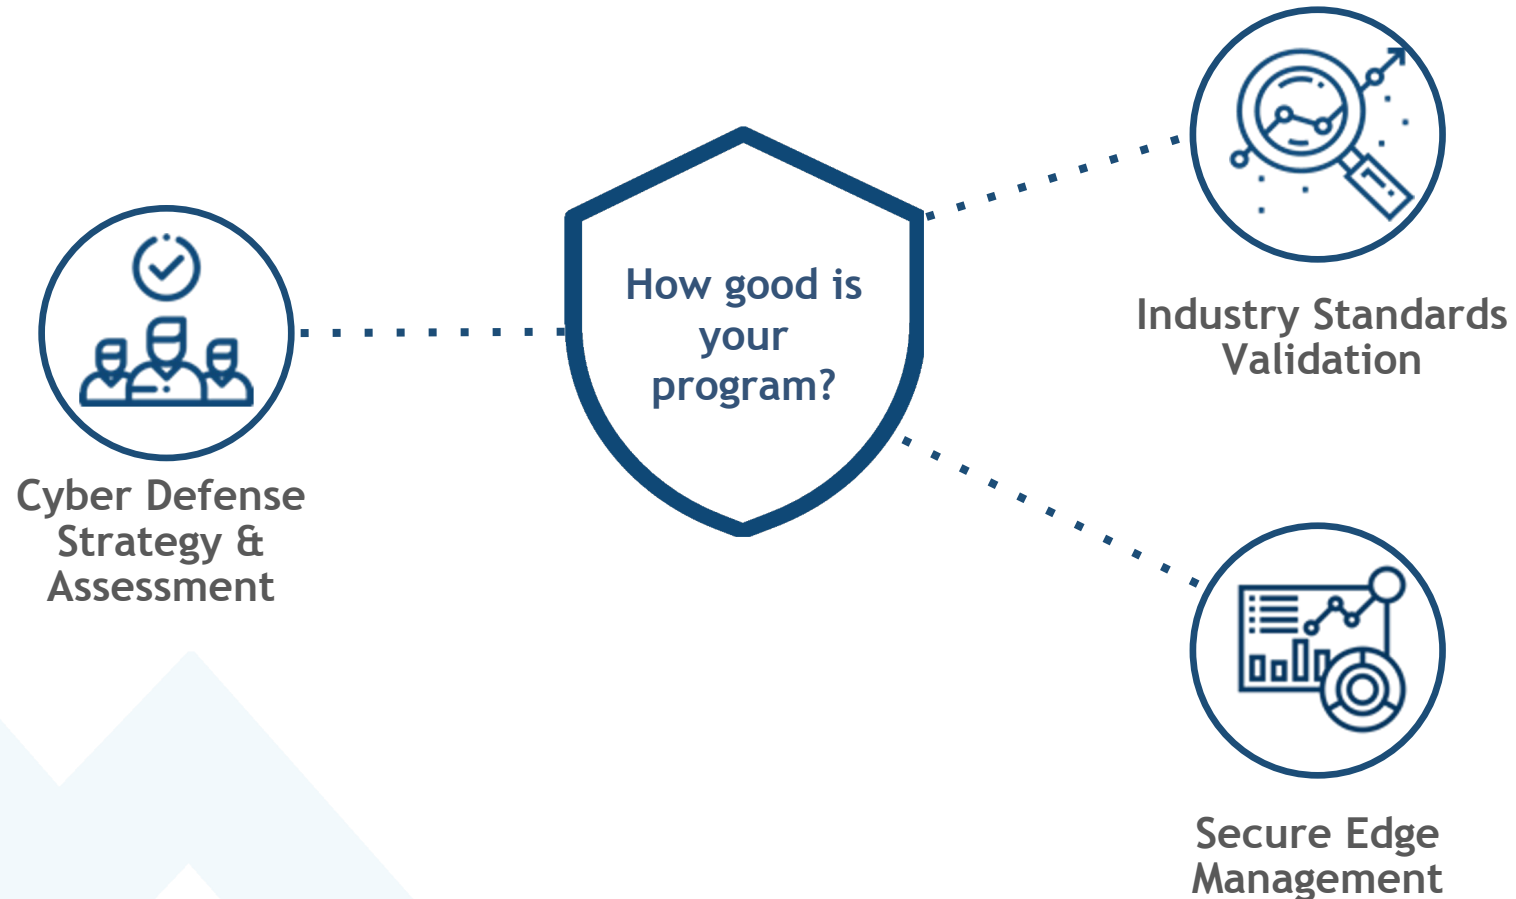 How good is
your
program?
Cyber Defense
Strategy &
Assessment
Industry Standards
Validation
Secure Edge
Management